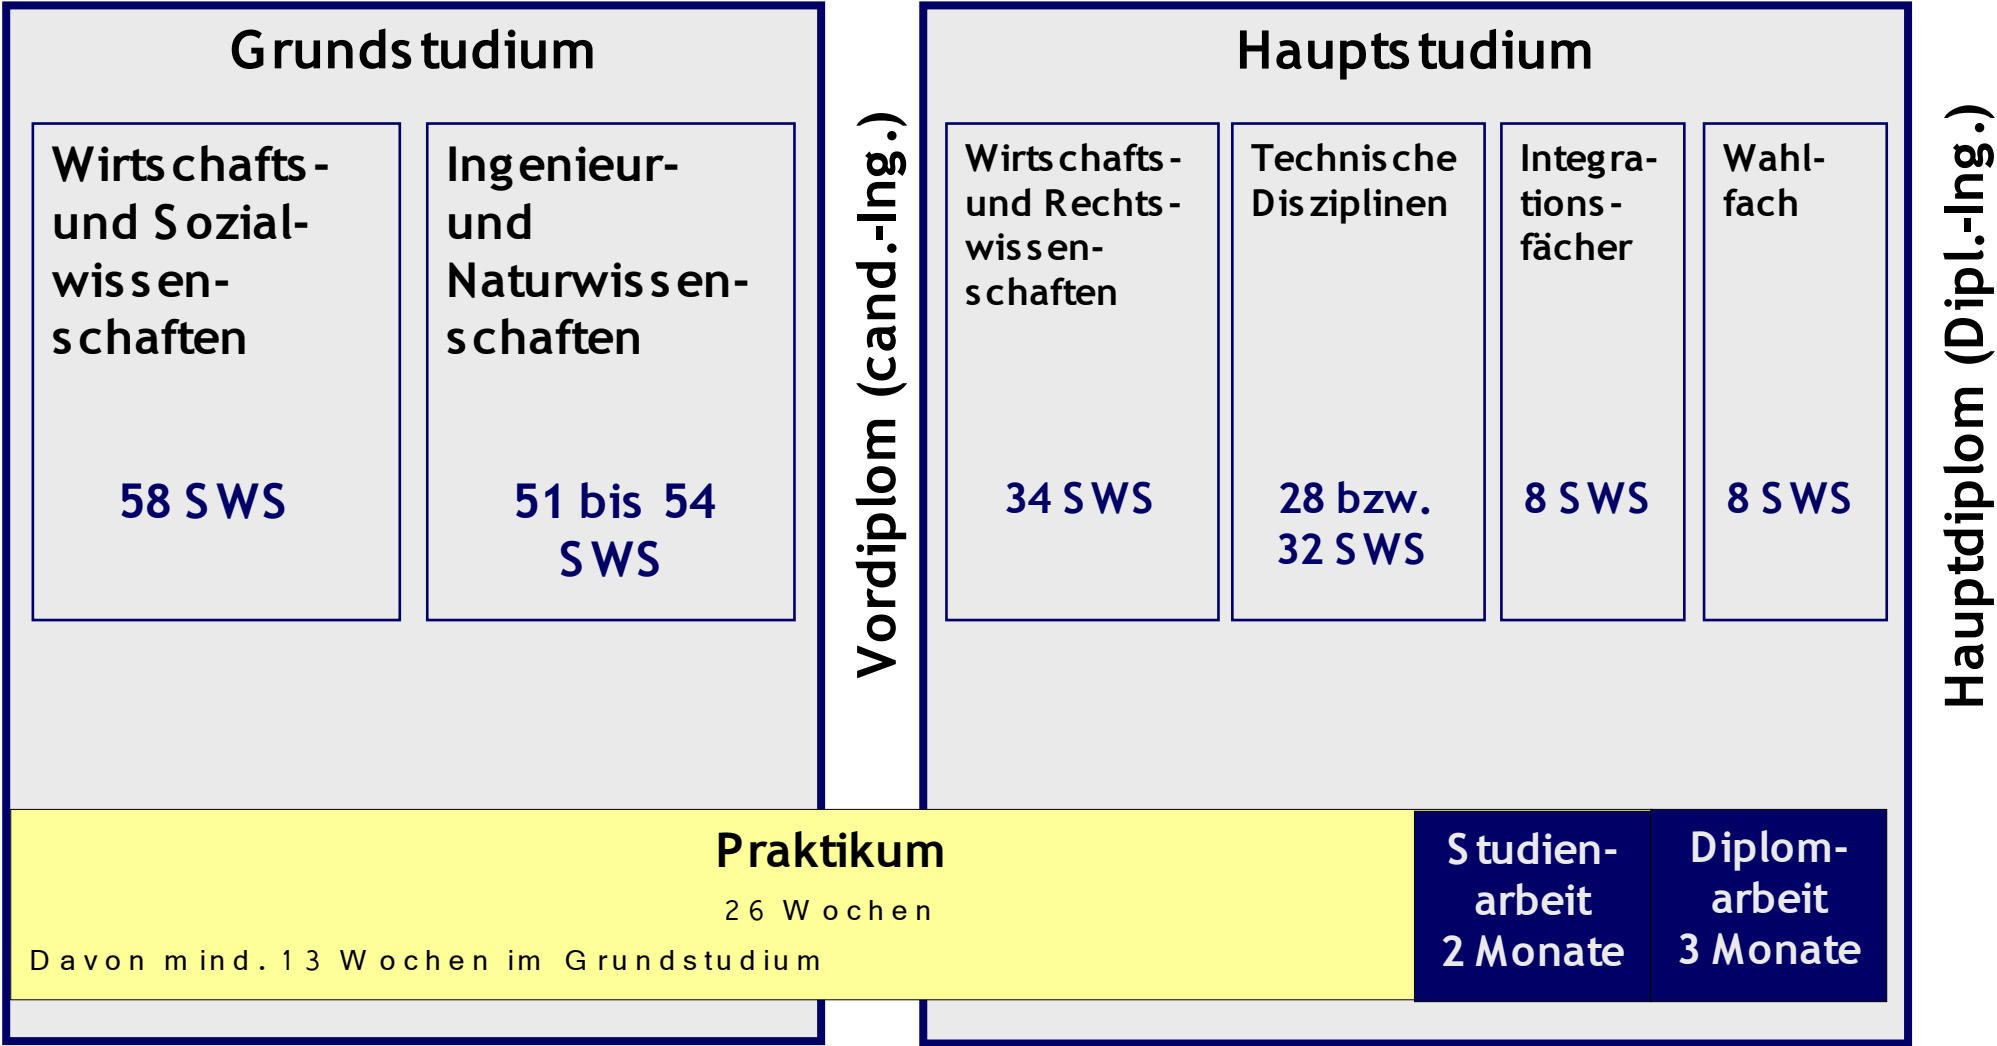 Grundstudium
Wirtschafts-
und Sozial-
wissen-
schaften
58 SWS
Ingenieur-
und
Naturwissen-
schaften
51 bis 54
SWS
Vordiplom (cand.-Ing.)
Hauptstudium
Wirtschafts-
und Rechts-
wissen-
schaften
34 SWS
Technische
Disziplinen
28 bzw.
32 SWS
Integra-
tions-
fächer
8 SWS
Wahl-
fach
8 SWS
Hauptdiplom (Dipl.-Ing.)
Praktikum
26 Wochen
Davon mind. 13 Wochen im Grundstudium
Studien-
arbeit
2 Monate
Diplom-
arbeit
3 Monate